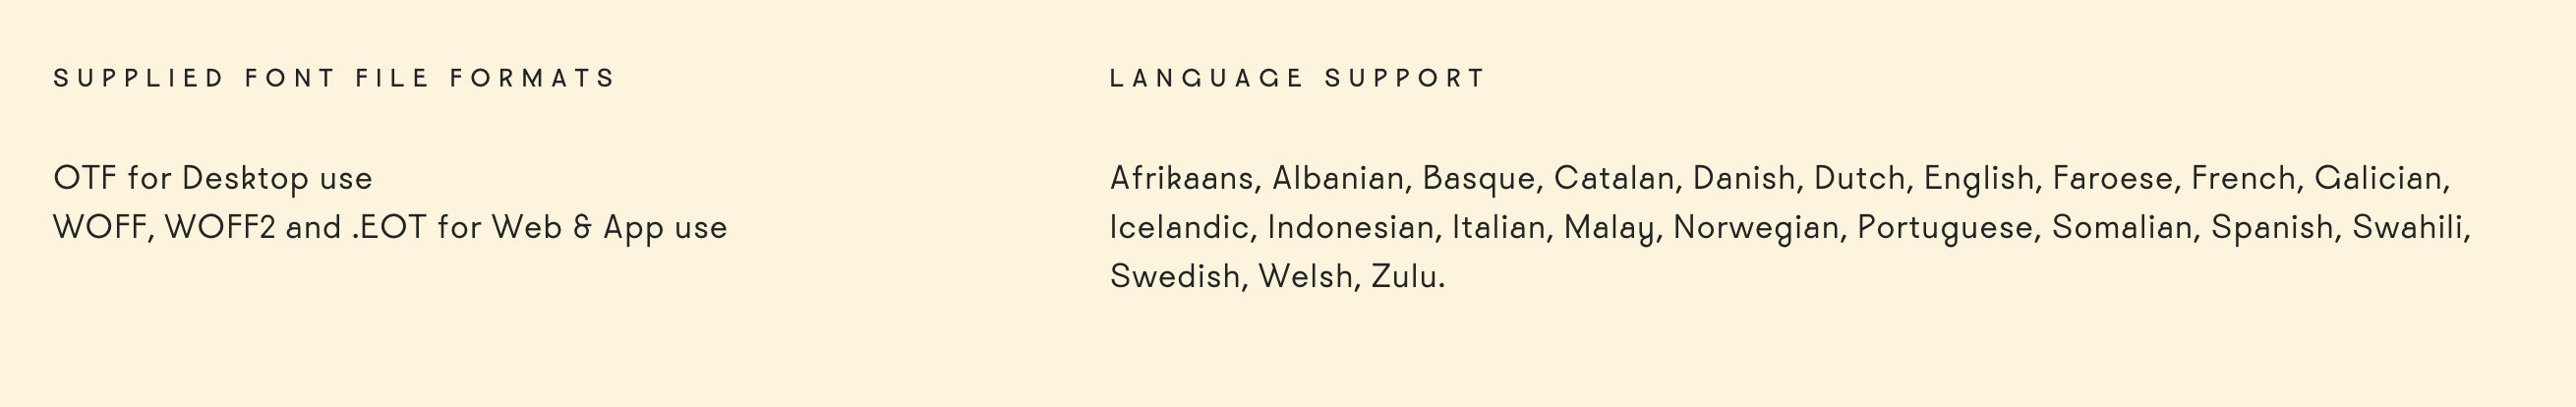 SUPPLIED FONT FILE FORMATS
OTF for Desktop use
WOFF, WOFF2 and .EOT for Web & App use
LANGUAGE SUPPORT
Afrikaans, Albanian, Basque, Catalan, Danish, Dutch, English, Faroese, French, Galician,
Icelandic, Indonesian, Italian, Malay, Norwegian, Portuguese, Somalian, Spanish, Swahili,
Swedish, Welsh, Zulu.